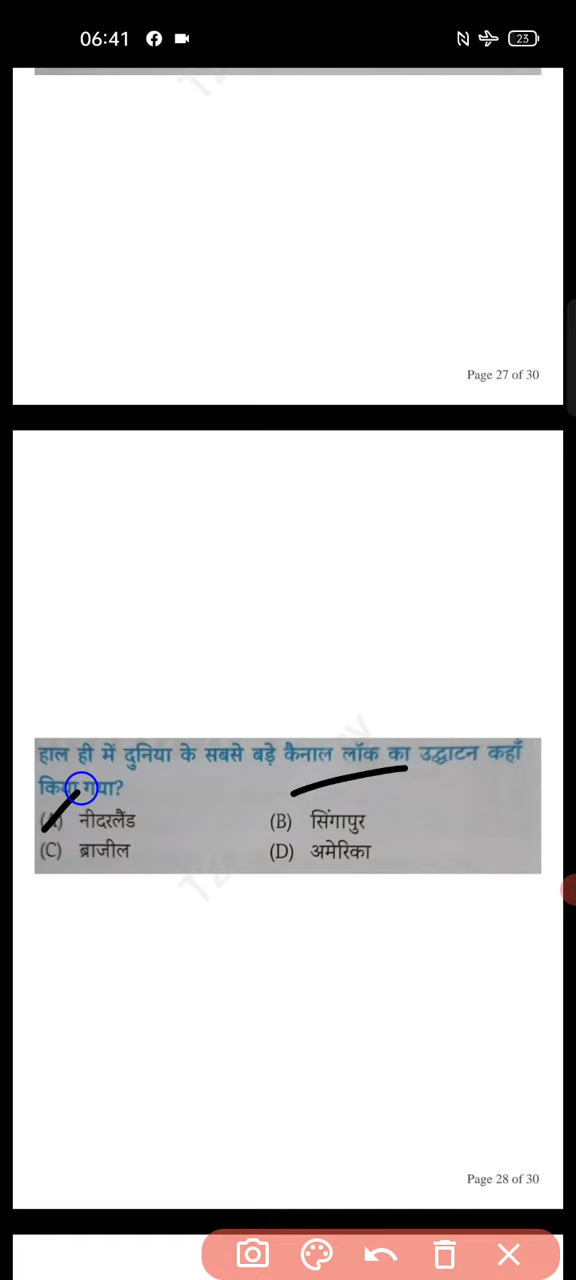 06:41
23
Page 27 of 30
हाल ही में दुनिया के सबसे बड़े कैनाल लॉक का उद्घाटन कहाँ
किया गया?
(A) नीदरलैंड (B) सिंगापुर
(C) ब्राजील (D) अमेरिका
Page 28 of 30